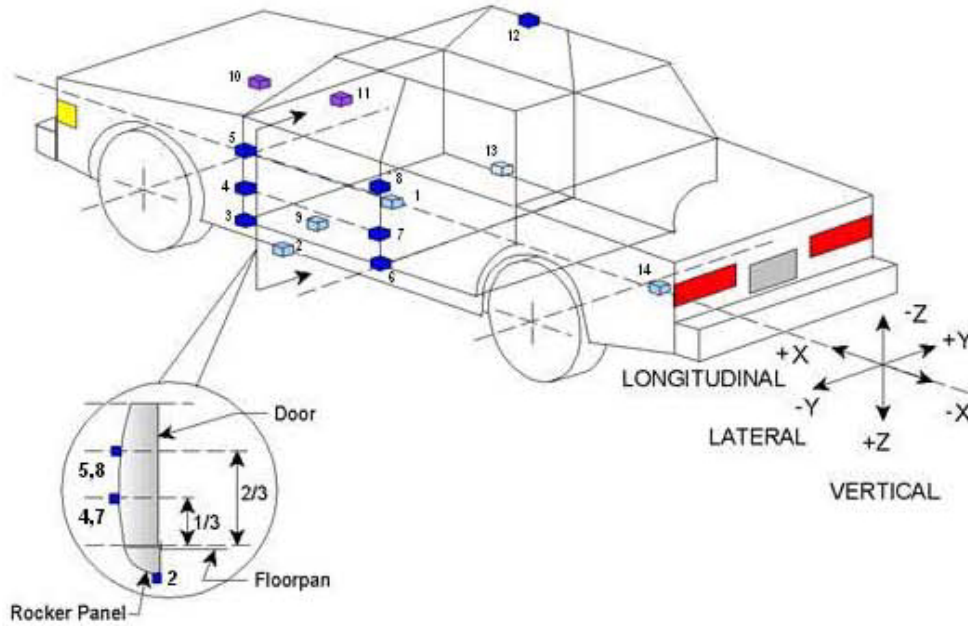 12
10
11
5
13
8
4
1
9
3
7
2
6
14
-Z
+Y
+X
LONGITUDINAL
-Y
-X
LATERAL
+Z
VERTICAL
Door
5,8
2/3
4,7
1/3
2
Floorpan
Rocker Panel